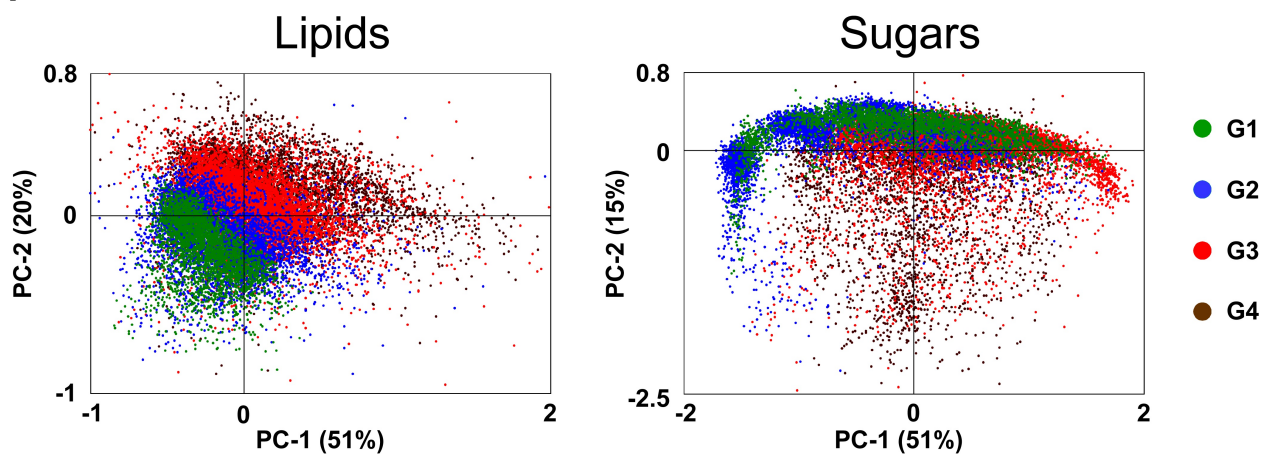 Lipids
0.8
0
-1
-1
0
2
PC-2 (20%)
PC-1 (51%)
Sugars
0.8
0
-2.5
-2
0
2
PC-2 (15%)
PC-1 (51%)
G1
G2
G3
G4